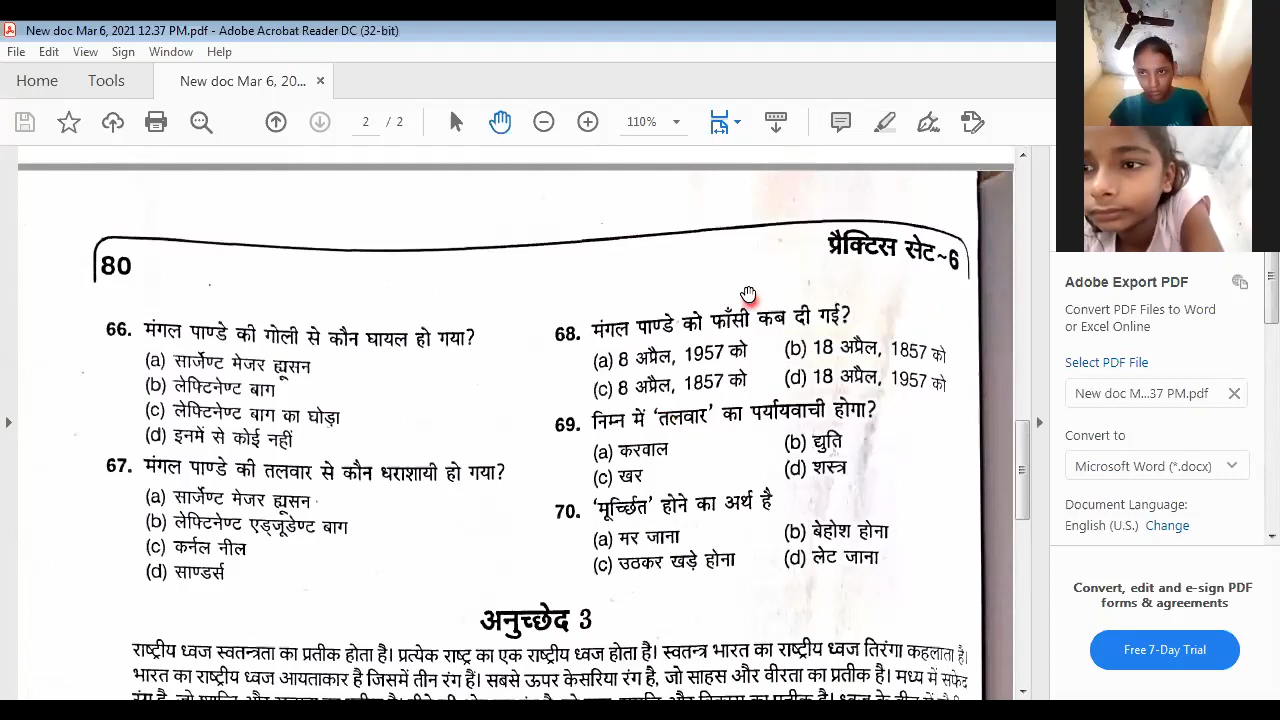 New doc Mar 6, 2021 12.37 PM.pdf - Adobe Acrobat Reader DC (32-bit)
File Edit View Sign Window Help
Home Tools New doc Mar 6, 20... ×
2 / 2 110%
80
प्रैक्टिस सेट~6
66. मंगल पाण्डे की गोली से कौन घायल हो गया?
(a) सार्जेण्ट मेजर ह्यूसन
(b) लेफ्टिनेण्ट बाग
(c) लेफ्टिनेण्ट बाग का घोड़ा
(d) इनमें से कोई नहीं
67. मंगल पाण्डे की तलवार से कौन धराशायी हो गया?
(a) सार्जेण्ट मेजर ह्यूसन
(b) लेफ्टिनेण्ट एड्जूडेण्ट बाग
(c) कर्नल नील
(d) साण्डर्स
68. मंगल पाण्डे को फाँसी कब दी गई?
(a) 8 अप्रैल, 1957 को (b) 18 अप्रैल, 1857 को
(c) 8 अप्रैल, 1857 को (d) 18 अप्रैल, 1957 को
69. निम्न में ‘तलवार’ का पर्यायवाची होगा?
(a) करवाल (b) द्युति
(c) खर (d) शस्त्र
70. ‘मूर्च्छित’ होने का अर्थ है
(a) मर जाना (b) बेहोश होना
(c) उठकर खड़े होना (d) लेट जाना
अनुच्छेद 3
राष्ट्रीय ध्वज स्वतन्त्रता का प्रतीक होता है। प्रत्येक राष्ट्र का एक राष्ट्रीय ध्वज होता है। स्वतन्त्र भारत का राष्ट्रीय ध्वज तिरंगा कहलाता है।
भारत का राष्ट्रीय ध्वज आयताकार है जिसमें तीन रंग हैं। सबसे ऊपर केसरिया रंग है, जो साहस और वीरता का प्रतीक है। मध्य में सफेद
Adobe Export PDF
Convert PDF Files to Word
or Excel Online
Select PDF File
New doc M...37 PM.pdf
Convert to
Microsoft Word (*.docx)
Document Language:
English (U.S.) Change
Convert, edit and e-sign PDF
forms & agreements
Free 7-Day Trial